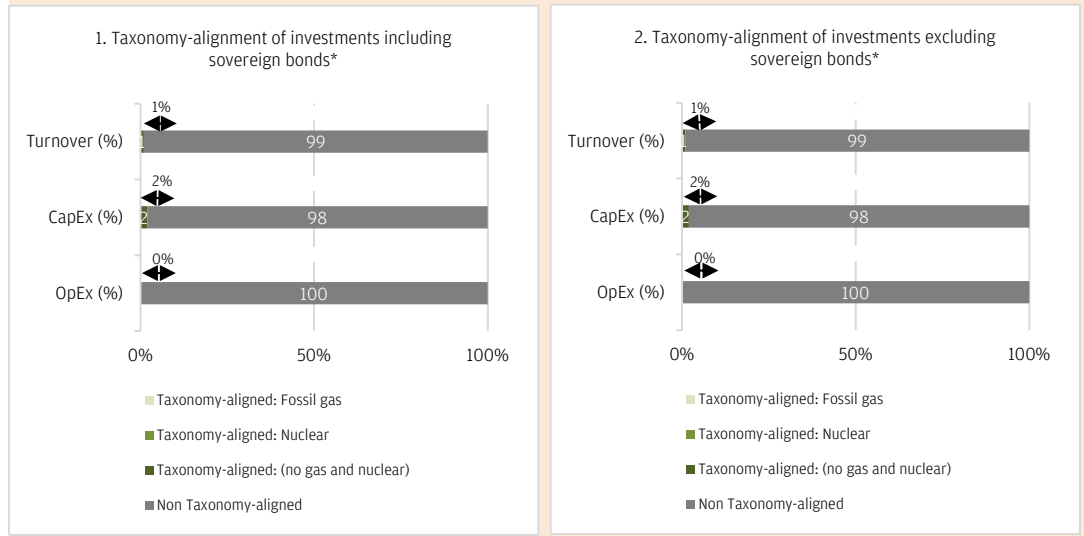 1. Taxonomy-alignment of investments including
sovereign bonds*
1%
Turnover (%)
1
99
2%
CapEx (%)
2
98
0%
OpEx (%)
100
0%
50%
100%
Taxonomy-aligned: Fossil gas
Taxonomy-aligned: Nuclear
Taxonomy-aligned: (no gas and nuclear)
Non Taxonomy-aligned
2. Taxonomy-alignment of investments excluding
sovereign bonds*
1%
Turnover (%)
1
99
2%
CapEx (%)
2
98
0%
OpEx (%)
100
0%
50%
100%
Taxonomy-aligned: Fossil gas
Taxonomy-aligned: Nuclear
Taxonomy-aligned: (no gas and nuclear)
Non Taxonomy-aligned